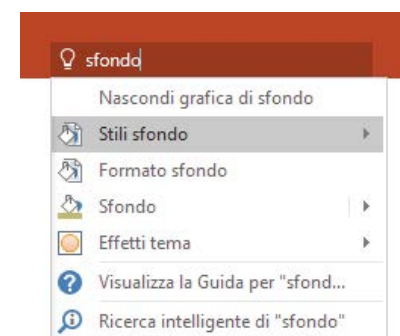 sfondo
Nascondi grafica di sfondo
Stili sfondo
Formato sfondo
Sfondo
Effetti tema
Visualizza la Guida per "sfond...
Ricerca intelligente di "sfondo"